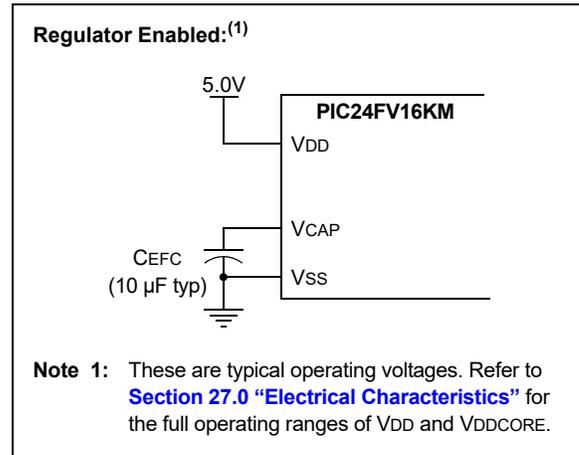 Regulator Enabled:(1)
5.0V
PIC24FV16KM
VDD
VCAP
CEFC
(10 µF typ)
VSS
Note 1: These are typical operating voltages. Refer to
Section 27.0 “Electrical Characteristics” for
the full operating ranges of VDD and VDDCORE.